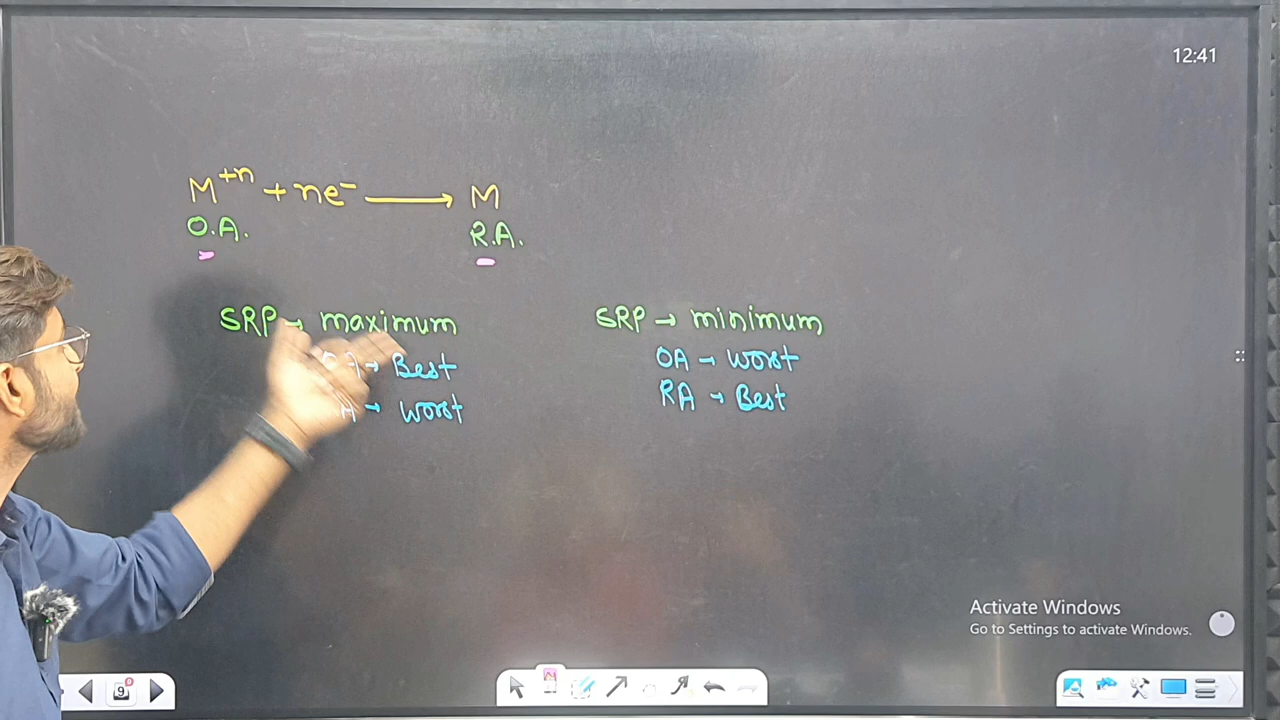 12:41
M⁺ⁿ + ne⁻ ⟶ M
O.A. R.A.
SRP → maximum
→ Best
A → worst
SRP → minimum
OA → worst
RA → Best
Activate Windows
Go to Settings to activate Windows.
9